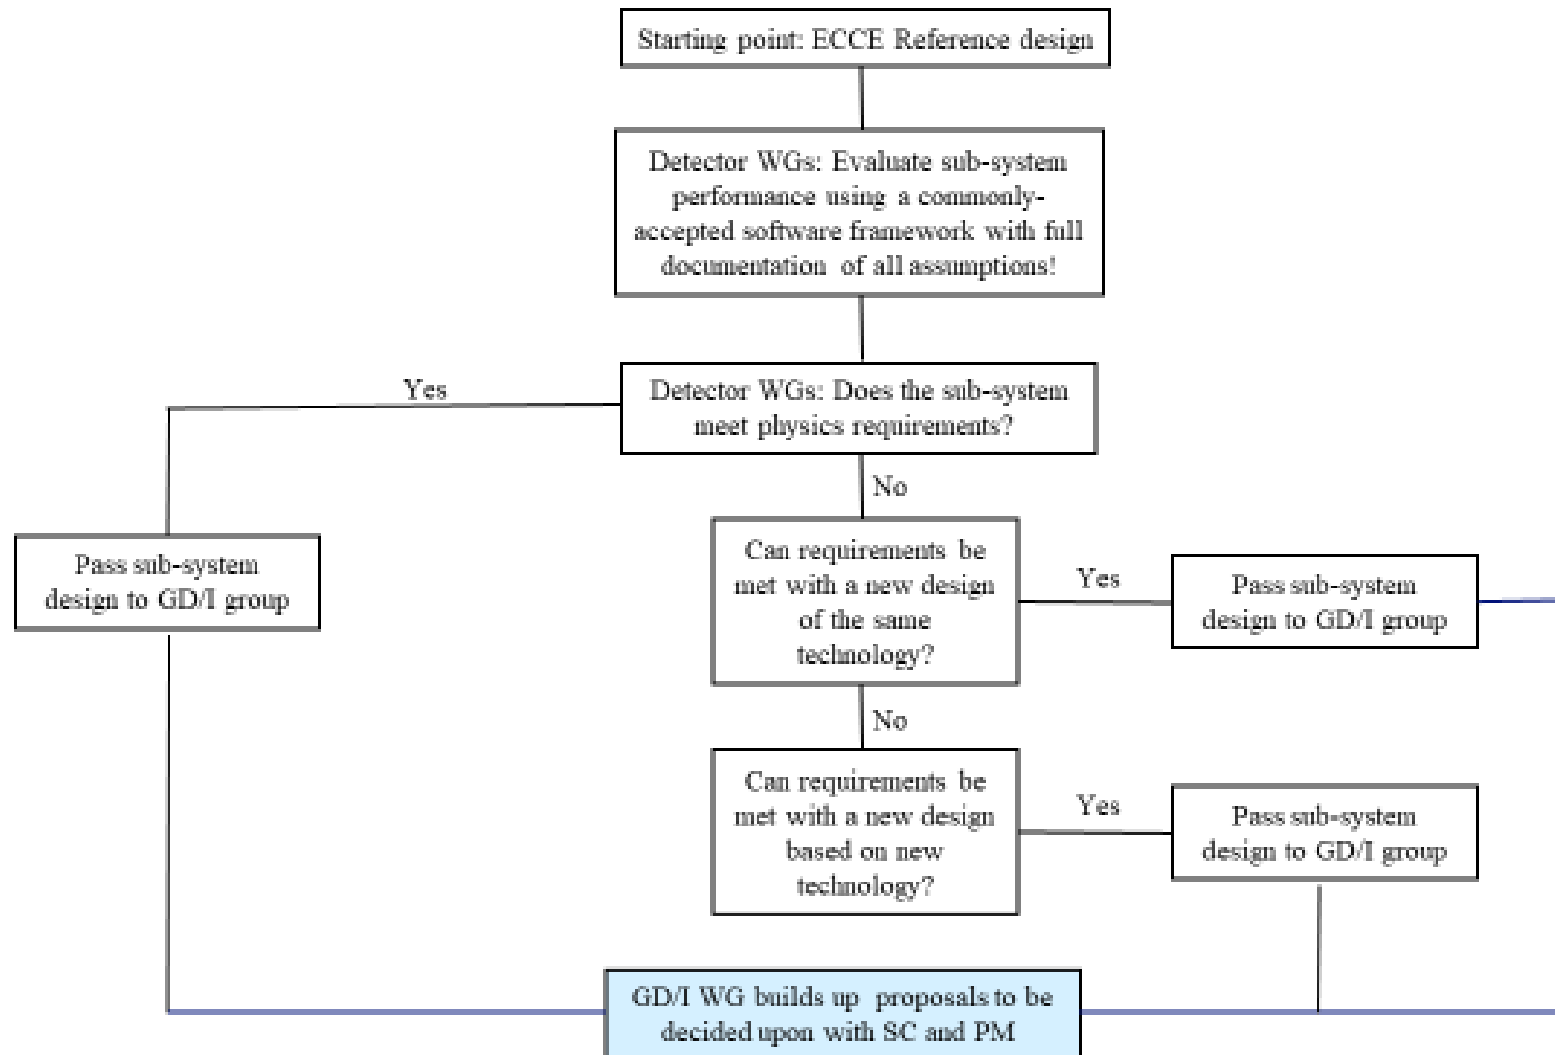 Starting point: ECCE Reference design
Detector WGs: Evaluate sub-system
performance using a commonly-
accepted software framework with full
documentation of all assumptions!
Yes
Detector WGs: Does the sub-system
meet physics requirements?
No
Pass sub-system
design to GD/I group
Can requirements be
met with a new design
of the same
technology?
Yes
Pass sub-system
design to GD/I group
No
Can requirements be
met with a new design
based on new
technology?
Yes
Pass sub-system
design to GD/I group
GD/I WG builds up proposals to be
decided upon with SC and PM